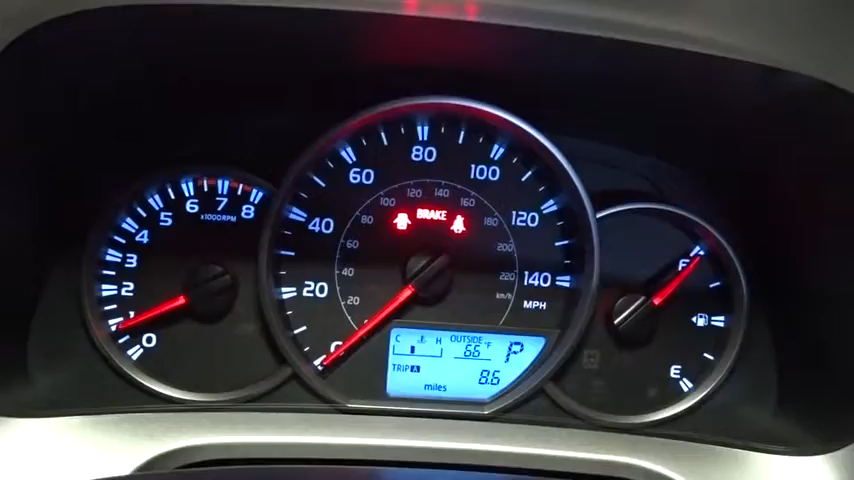 0
1
2
3
4
5
6
7
8
x1000RPM
20
40
60
80
100
120
140
MPH
20
40
60
80
100
120
140
160
180
200
220
km/h
BRAKE
C H
OUTSIDE
66°F
P
TRIP A
8.6
miles
F
E